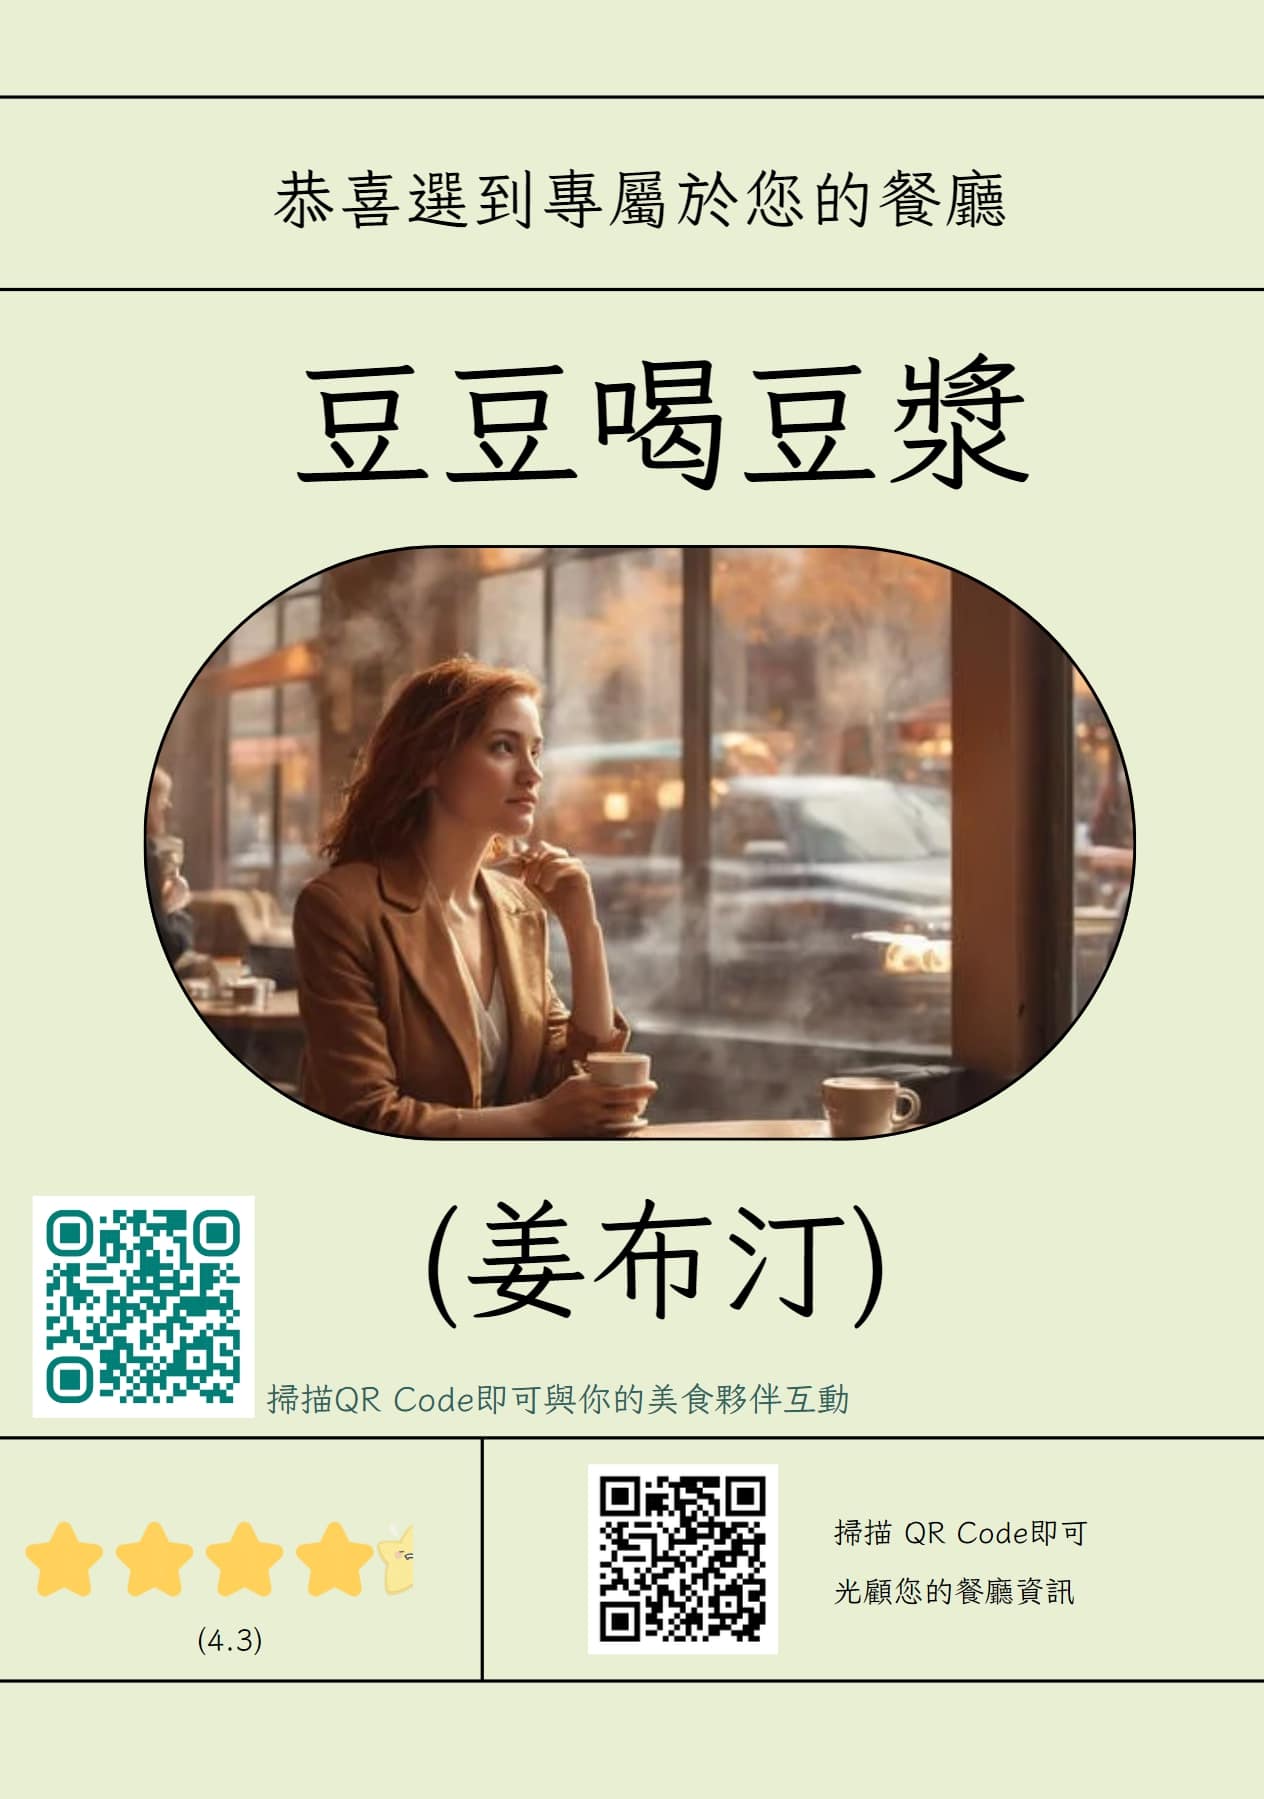 恭喜選到專屬於您的餐廳
豆豆喝豆漿
(姜布汀)
掃描QR Code即可與你的美食夥伴互動
(4.3)
掃描 QR Code即可
光顧您的餐廳資訊